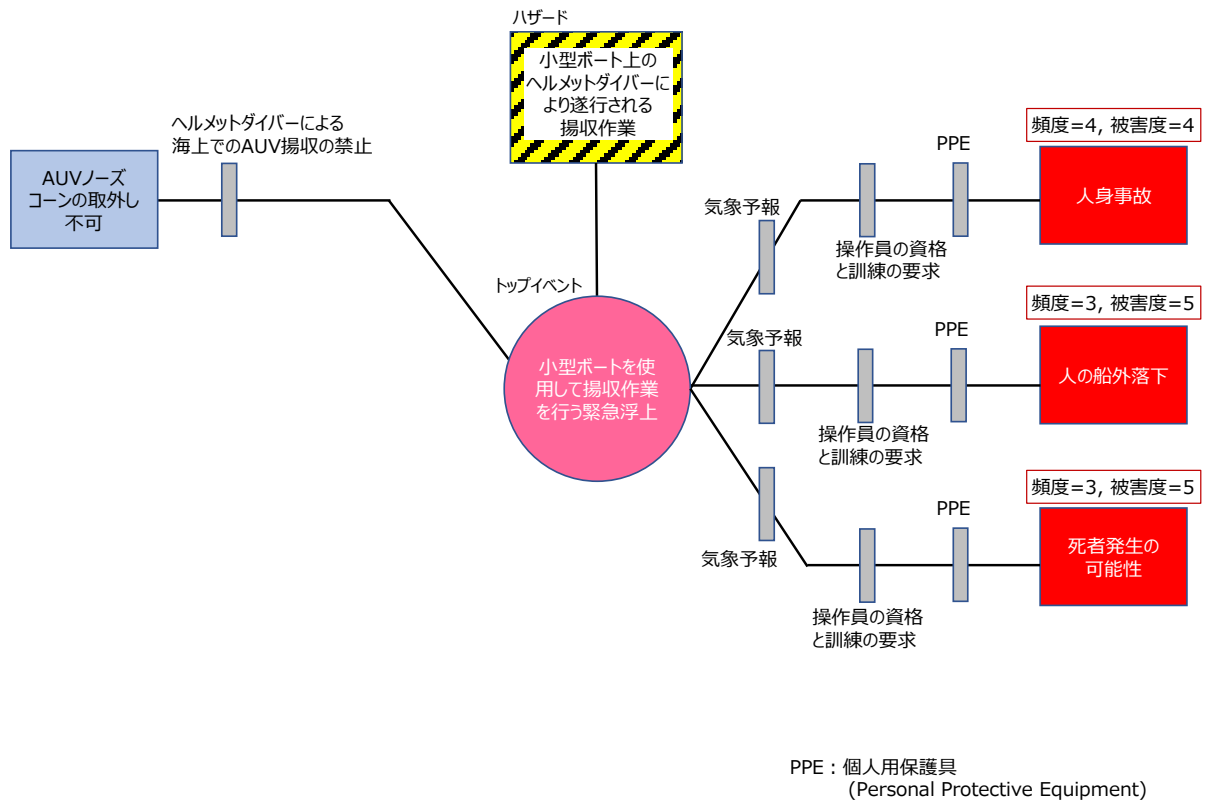 ハザード
小型ボート上の
ヘルメットダイバーに
より遂行される
揚収作業
ヘルメットダイバーによる
海上でのAUV揚収の禁止
AUVノーズ
コーンの取外し
不可
トップイベント
小型ボートを使
用して揚収作業
を行う緊急浮上
頻度=4, 被害度=4
PPE
人身事故
気象予報
操作員の資格
と訓練の要求
頻度=3, 被害度=5
PPE
気象予報
人の船外落下
操作員の資格
と訓練の要求
頻度=3, 被害度=5
PPE
死者発生の
可能性
気象予報
操作員の資格
と訓練の要求
PPE：個人用保護具
(Personal Protective Equipment)